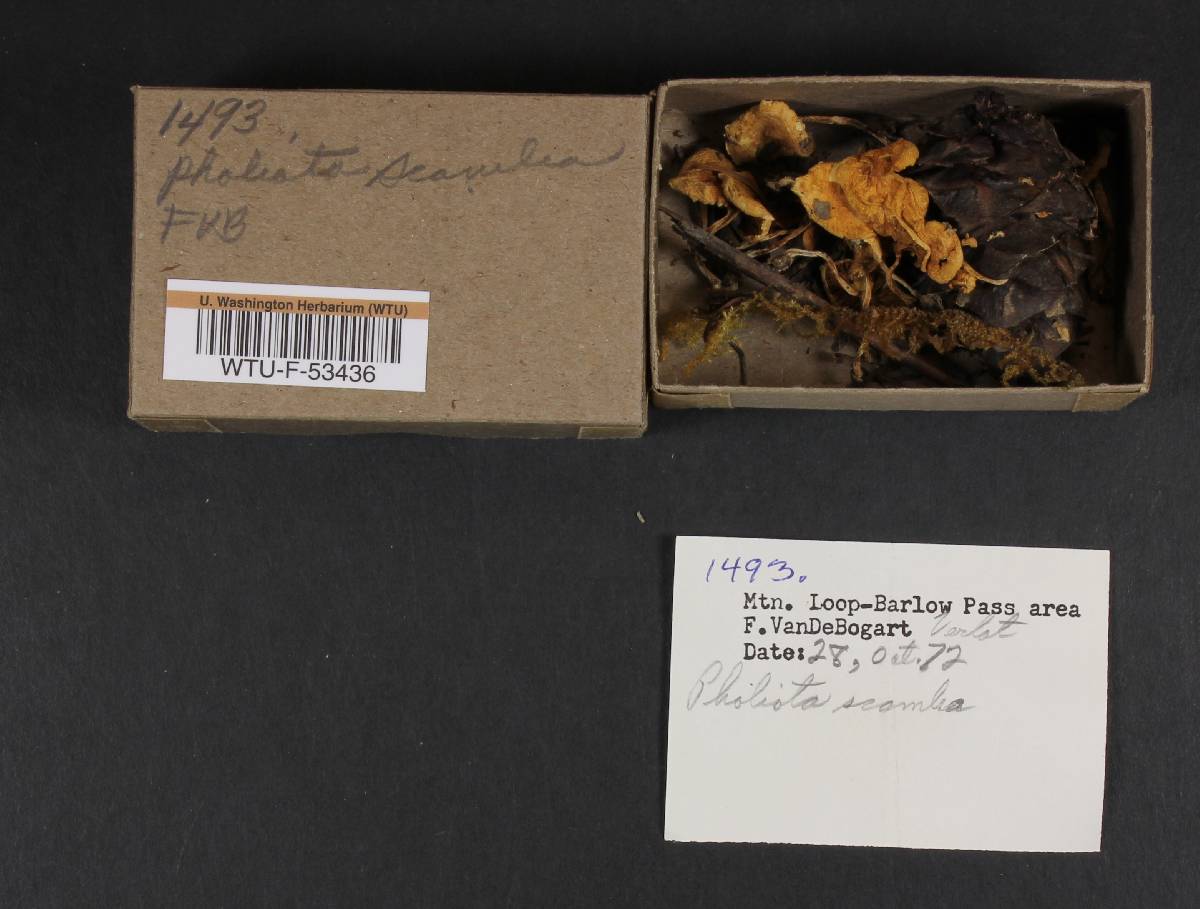 1493
Pholiota scamba
FVB
U. Washington Herbarium (WTU)
WTU-F-53436
1493.
Mtn. Loop-Barlow Pass area
F.VanDeBogart Verlot
Date: 28, Oct. 72
Pholiota scamba